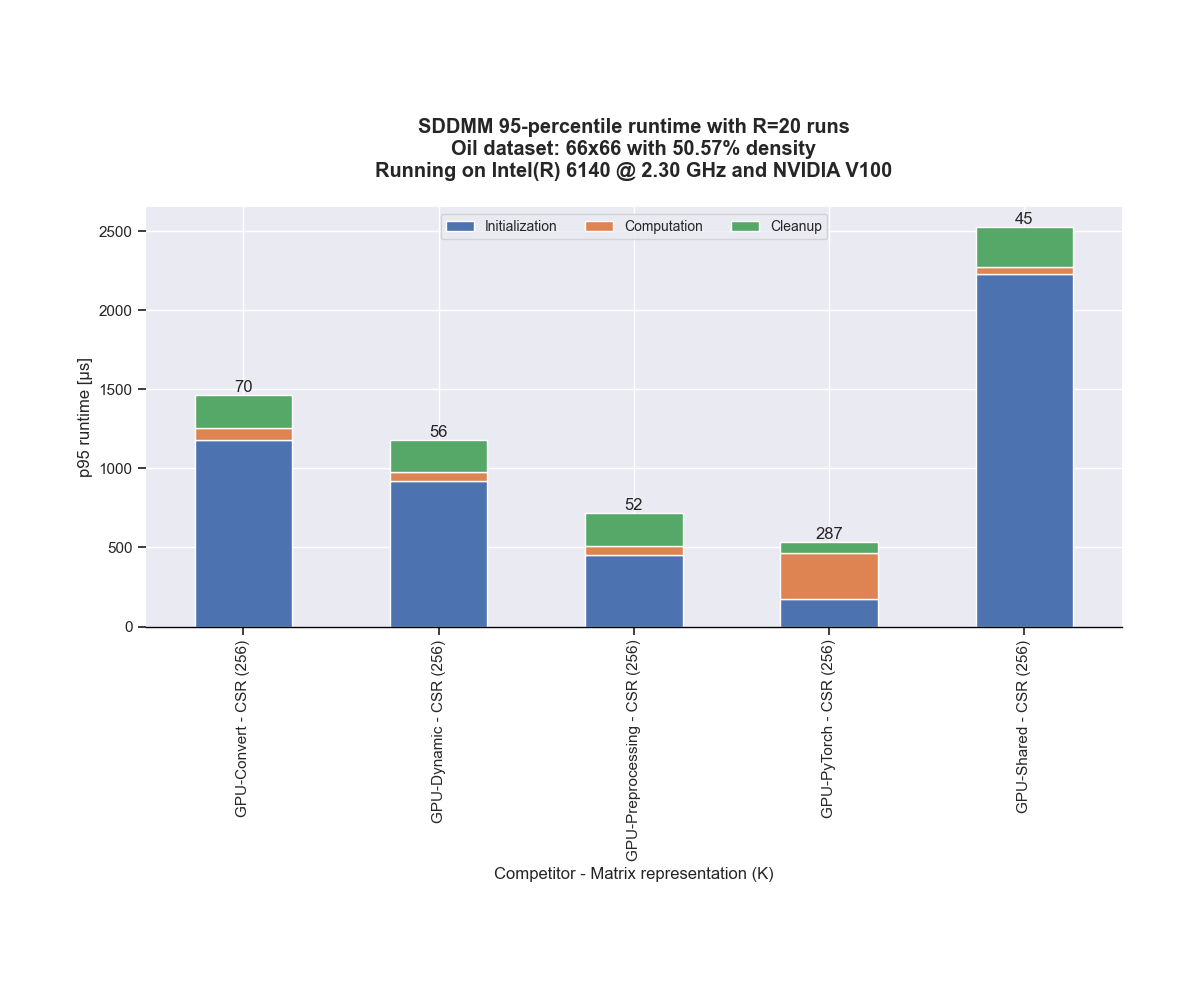 SDDMM 95-percentile runtime with R=20 runs
Oil dataset: 66x66 with 50.57% density
Running on Intel(R) 6140 @ 2.30 GHz and NVIDIA V100
Initialization
Computation
Cleanup
p95 runtime [µs]
2500
2000
1500
1000
500
0
70
56
52
287
45
GPU-Convert - CSR (256)
GPU-Dynamic - CSR (256)
GPU-Preprocessing - CSR (256)
GPU-PyTorch - CSR (256)
GPU-Shared - CSR (256)
Competitor - Matrix representation (K)